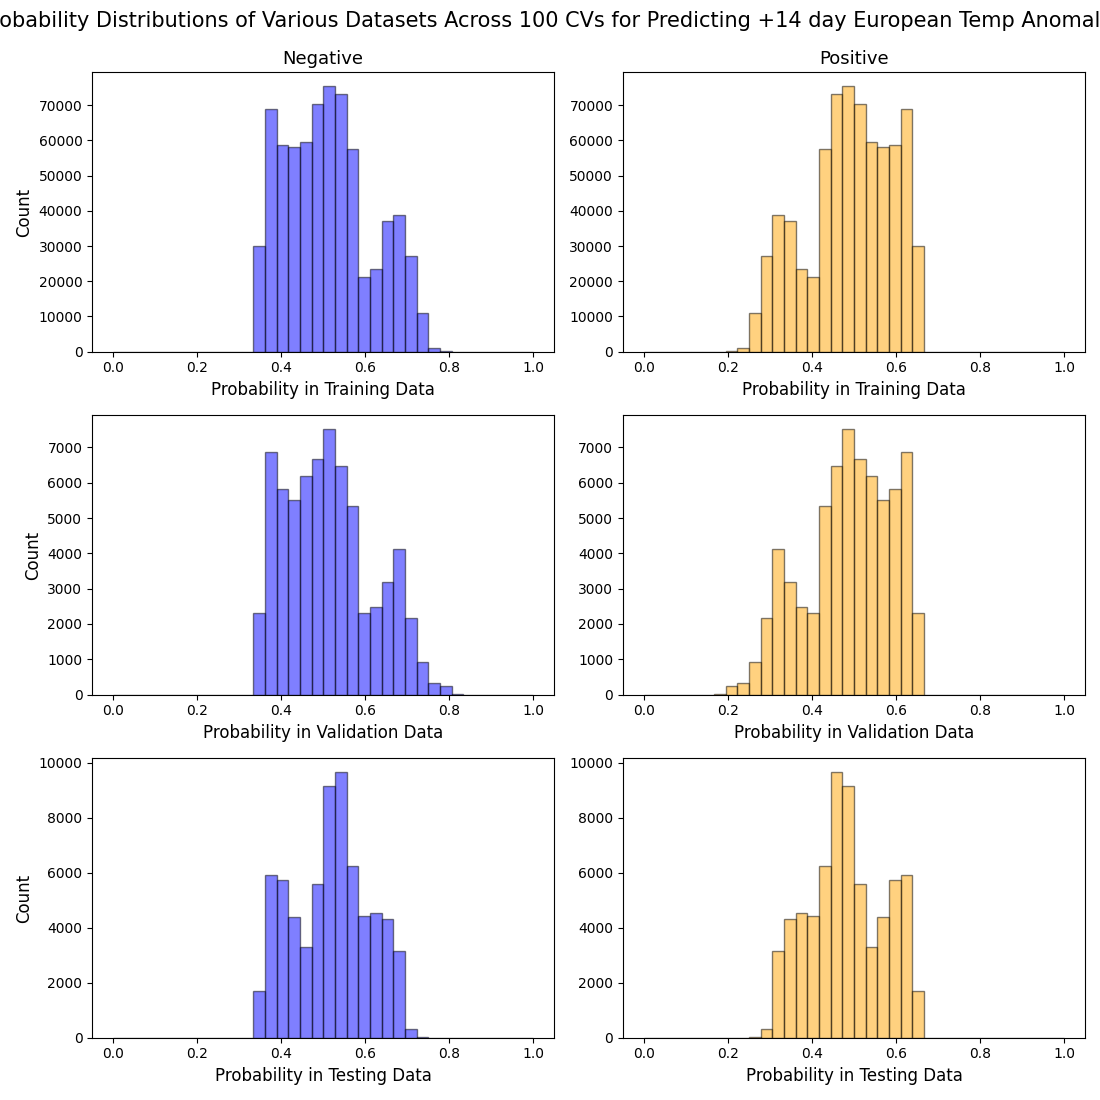 obability Distributions of Various Datasets Across 100 CVs for Predicting +14 day European Temp Anomal
Negative
Positive
70000
60000
50000
40000
30000
20000
10000
0
Count
0.0 0.2 0.4 0.6 0.8 1.0
Probability in Training Data
70000
60000
50000
40000
30000
20000
10000
0
0.0 0.2 0.4 0.6 0.8 1.0
Probability in Training Data
7000
6000
5000
4000
3000
2000
1000
0
Count
0.0 0.2 0.4 0.6 0.8 1.0
Probability in Validation Data
7000
6000
5000
4000
3000
2000
1000
0
0.0 0.2 0.4 0.6 0.8 1.0
Probability in Validation Data
10000
8000
6000
4000
2000
0
Count
0.0 0.2 0.4 0.6 0.8 1.0
Probability in Testing Data
10000
8000
6000
4000
2000
0
0.0 0.2 0.4 0.6 0.8 1.0
Probability in Testing Data